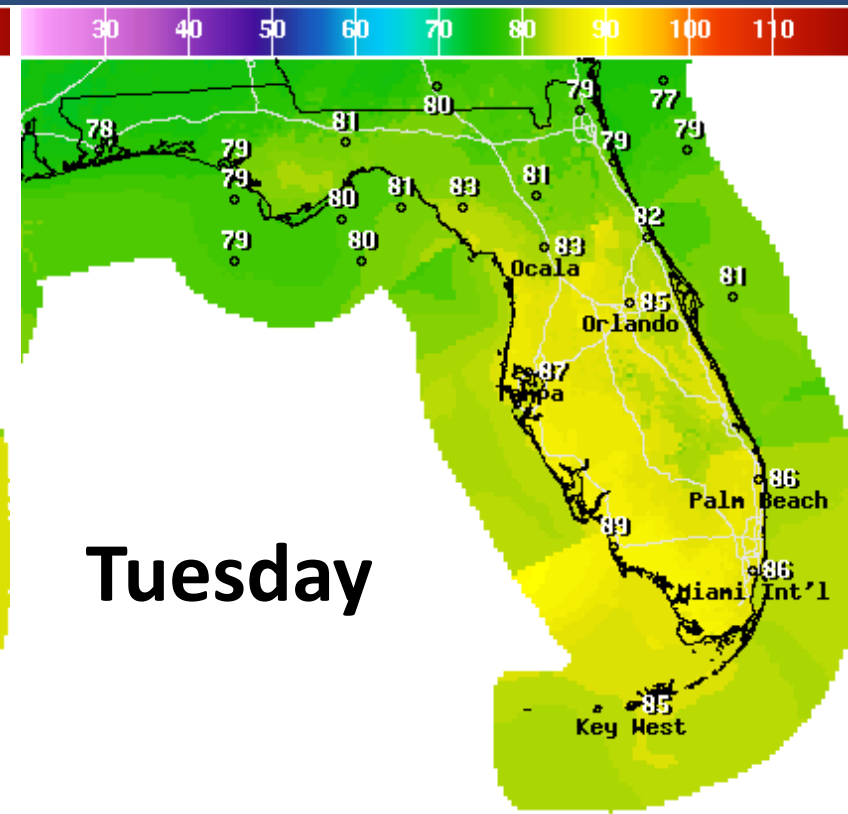 30 40 50 60 70 80 90 100 110
80 79 77
78 81 79 79
79
79 80 81 83 81
82
79 80 83
Ocala
81
85
Orlando
87
Tampa
86
Palm Beach
89
Tuesday
86
Miami Int'l
85
Key West